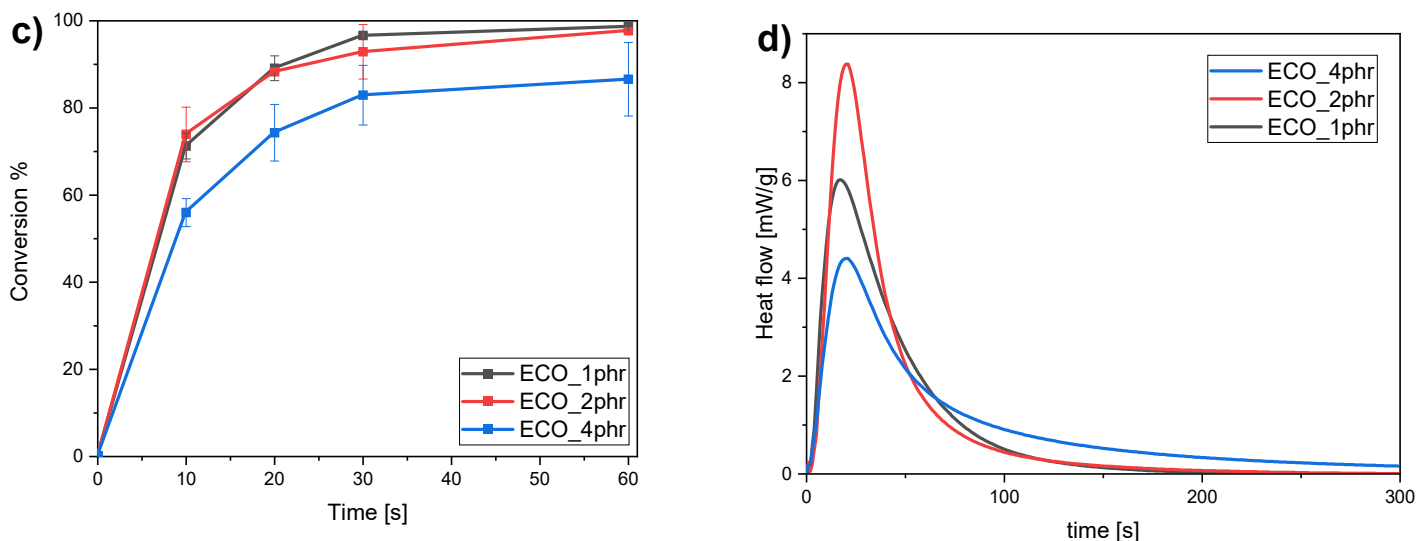 c)
100
80
60
40
20
0
Conversion %
0 10 20 30 40 50 60
Time [s]
ECO_1phr
ECO_2phr
ECO_4phr
d)
8
6
4
2
0
Heat flow [mW/g]
0 100 200 300
time [s]
ECO_4phr
ECO_2phr
ECO_1phr